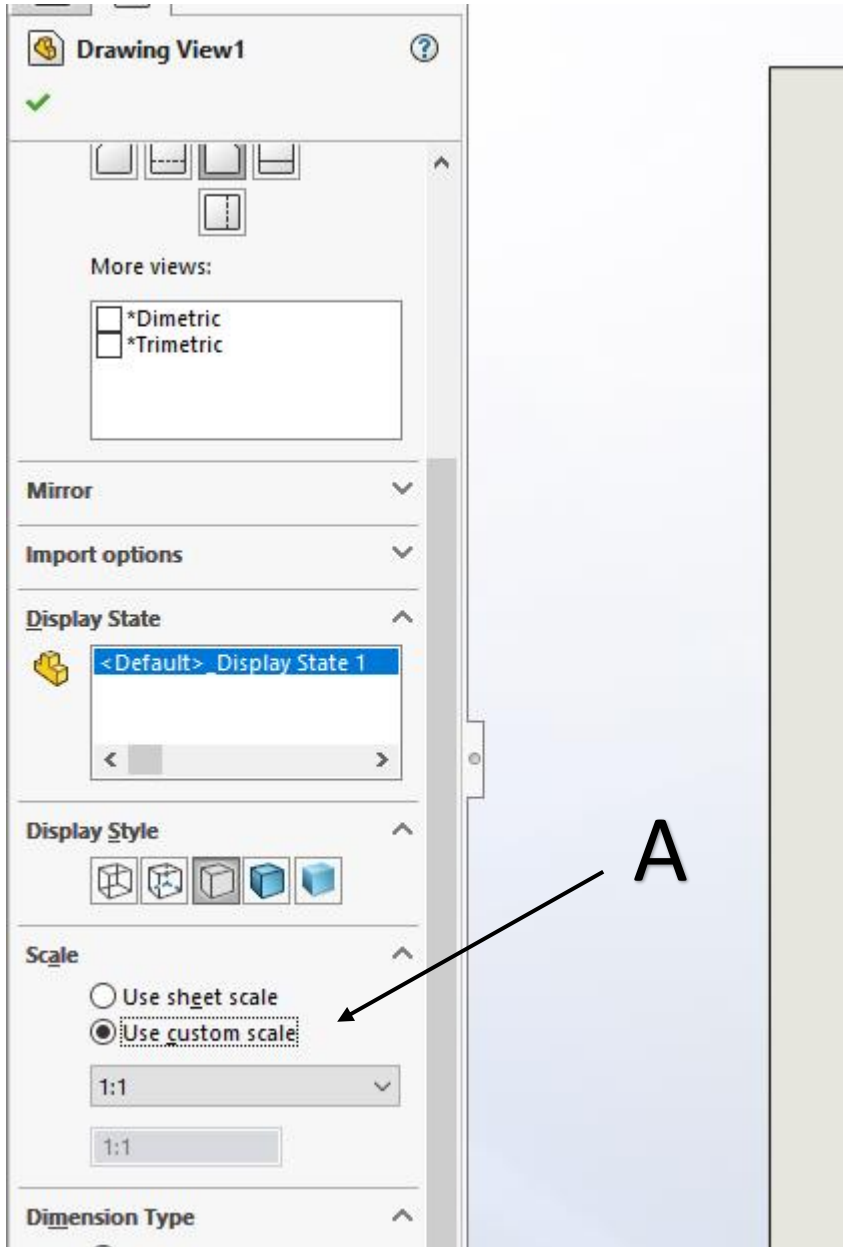 Drawing View1
More views:
*Dimetric
*Trimetric
Mirror
Import options
Display State
<Default>_Display State 1
Display Style
A
Scale
Use sheet scale
Use custom scale
1:1
1:1
Dimension Type